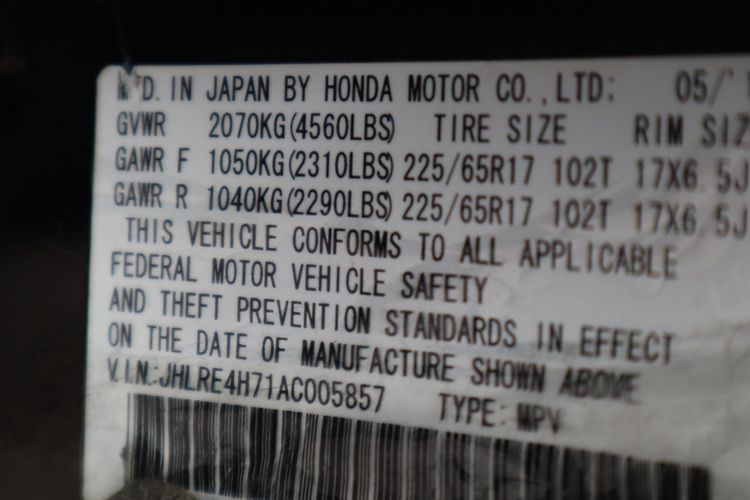 MFD. IN JAPAN BY HONDA MOTOR CO.,LTD: 05/
GVWR 2070KG(4560LBS) TIRE SIZE RIM SIZ
GAWR F 1050KG(2310LBS) 225/65R17 102T 17X6.5J
GAWR R 1040KG(2290LBS) 225/65R17 102T 17X6.5J
THIS VEHICLE CONFORMS TO ALL APPLICABLE
FEDERAL MOTOR VEHICLE SAFETY
AND THEFT PREVENTION STANDARDS IN EFFECT
ON THE DATE OF MANUFACTURE SHOWN ABOVE
V.I.N.:JHLRE4H71AC005857 TYPE: MPV